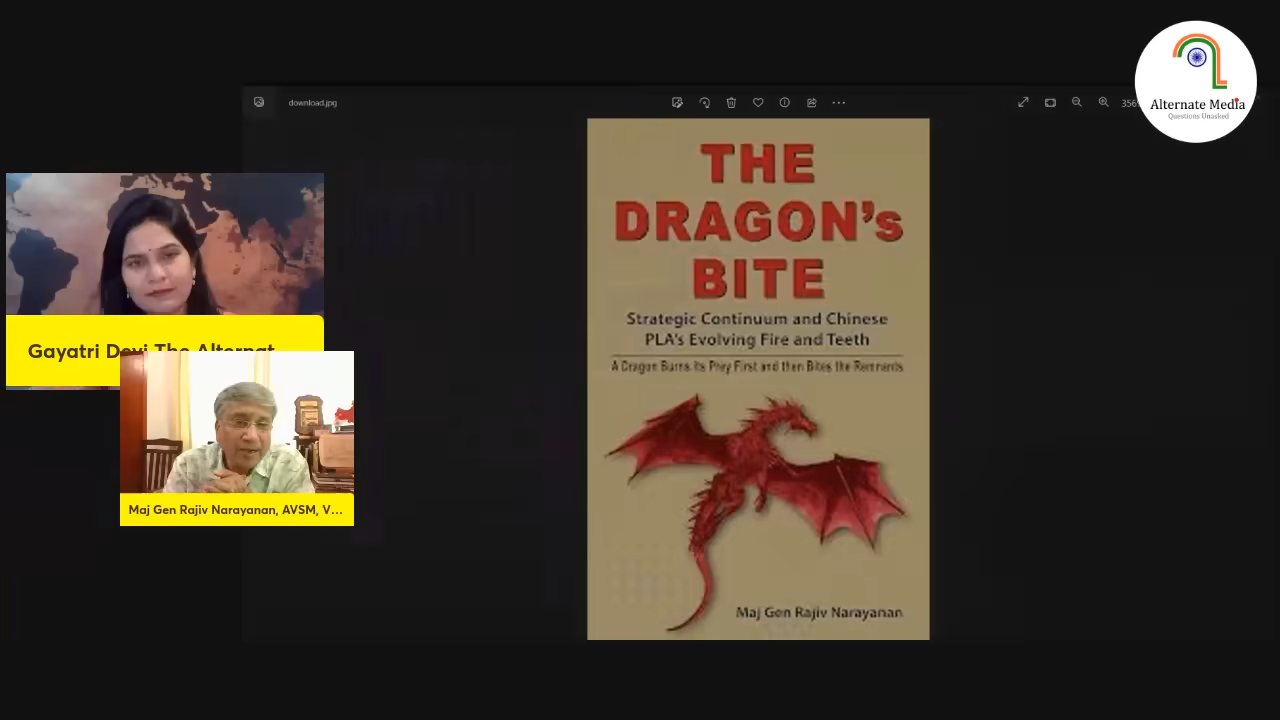 Alternate Media
Questions Unasked
download.jpg
356
THE
DRAGON's
BITE
Strategic Continuum and Chinese
PLA's Evolving Fire and Teeth
A Dragon Burns its Prey First and then Bites the Remnants
Maj Gen Rajiv Narayanan
Gayatri Devi The Alternat
Maj Gen Rajiv Narayanan, AVSM, V...